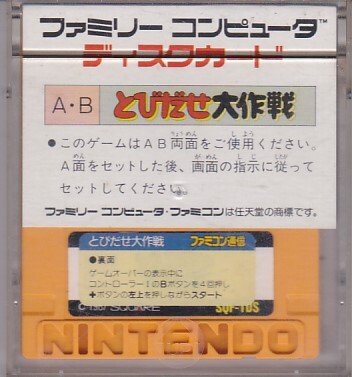 ファミリー コンピュータ™
ディスクカード
A・B とびだせ大作戦
●このゲームはＡＢ両面をご使用ください。
Ａ面をセットした後、画面の指示に従って
セットしてください。
ファミリー コンピュータ・ファミコンは任天堂の商標です。
とびだせ大作戦 ファミコン通信
●裏面
ゲームオーバーの表示中に
コントローラーⅠのＢボタンを４回押し
✚ボタンの左上を押しながらスタート
© 1987 SQUARE SQF-TDS
NINTENDO